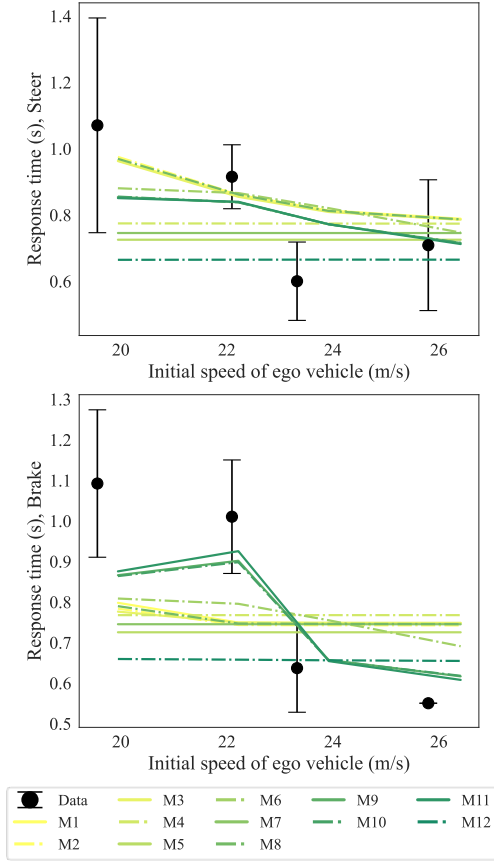 1.4
1.2
1.0
0.8
0.6
Response time (s), Steer
20 22 24 26
Initial speed of ego vehicle (m/s)
1.3
1.2
1.1
1.0
0.9
0.8
0.7
0.6
0.5
Response time (s), Brake
20 22 24 26
Initial speed of ego vehicle (m/s)
Data M3 M6 M9 M11
M1 M4 M7 M10 M12
M2 M5 M8